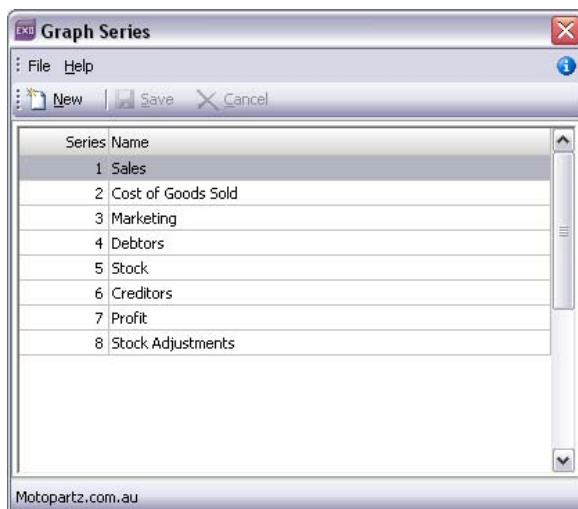 EXO Graph Series
File Help
New Save Cancel
Series Name
1 Sales
2 Cost of Goods Sold
3 Marketing
4 Debtors
5 Stock
6 Creditors
7 Profit
8 Stock Adjustments
Motopartz.com.au